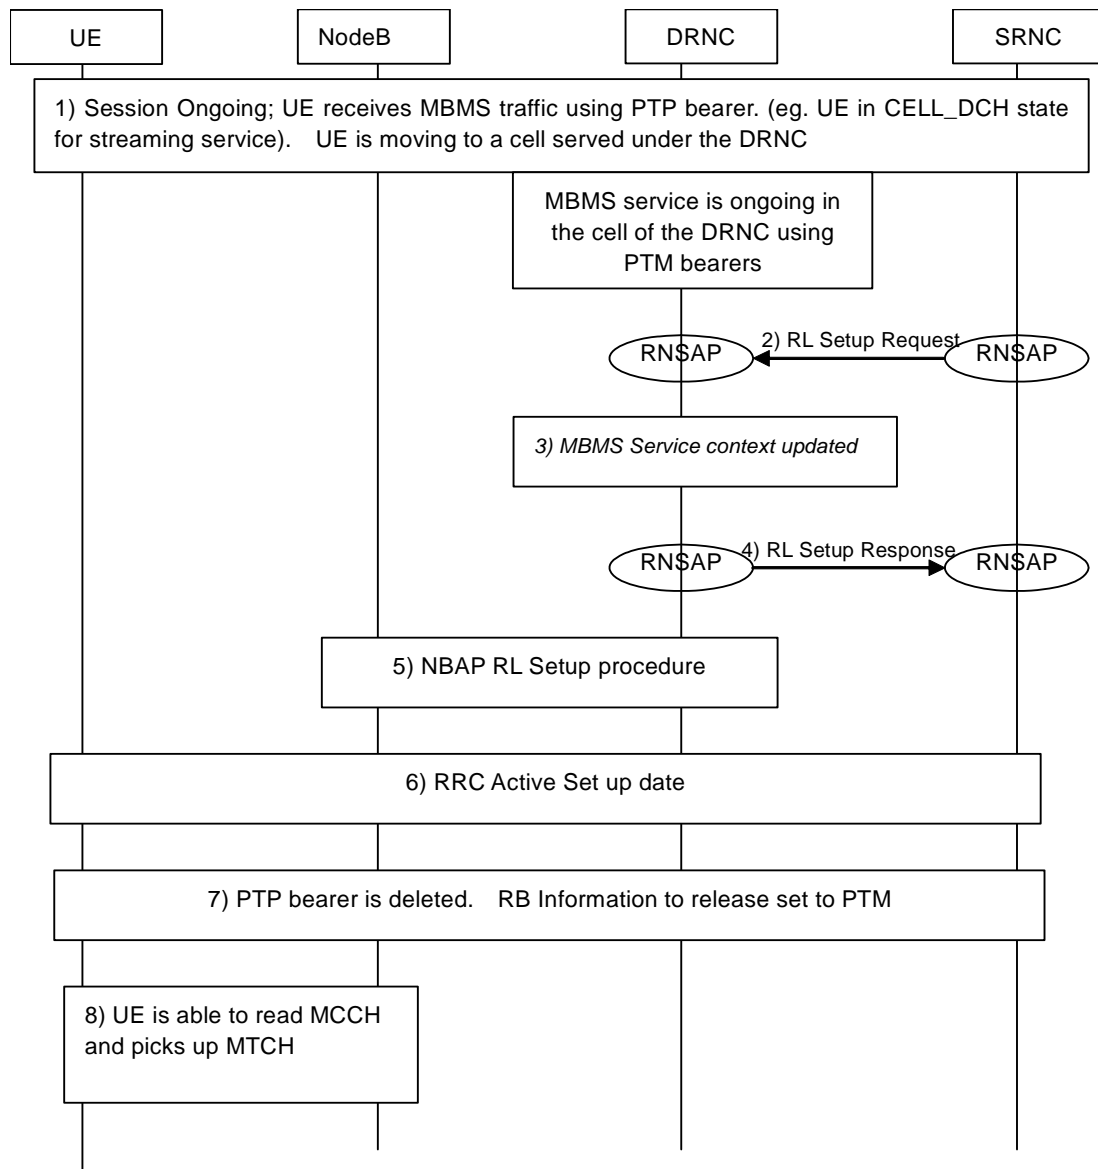 UE NodeB DRNC SRNC
1) Session Ongoing; UE receives MBMS traffic using PTP bearer. (eg. UE in CELL_DCH state
for streaming service). UE is moving to a cell served under the DRNC
MBMS service is ongoing in
the cell of the DRNC using
PTM bearers
RNSAP 2) RL Setup Request RNSAP
3) MBMS Service context updated
RNSAP 4) RL Setup Response RNSAP
5) NBAP RL Setup procedure
6) RRC Active Set up date
7) PTP bearer is deleted. RB Information to release set to PTM
8) UE is able to read MCCH
and picks up MTCH